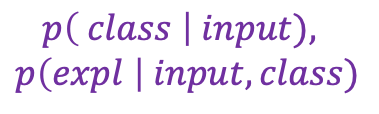 p( class | input),
p(expl | input, class)